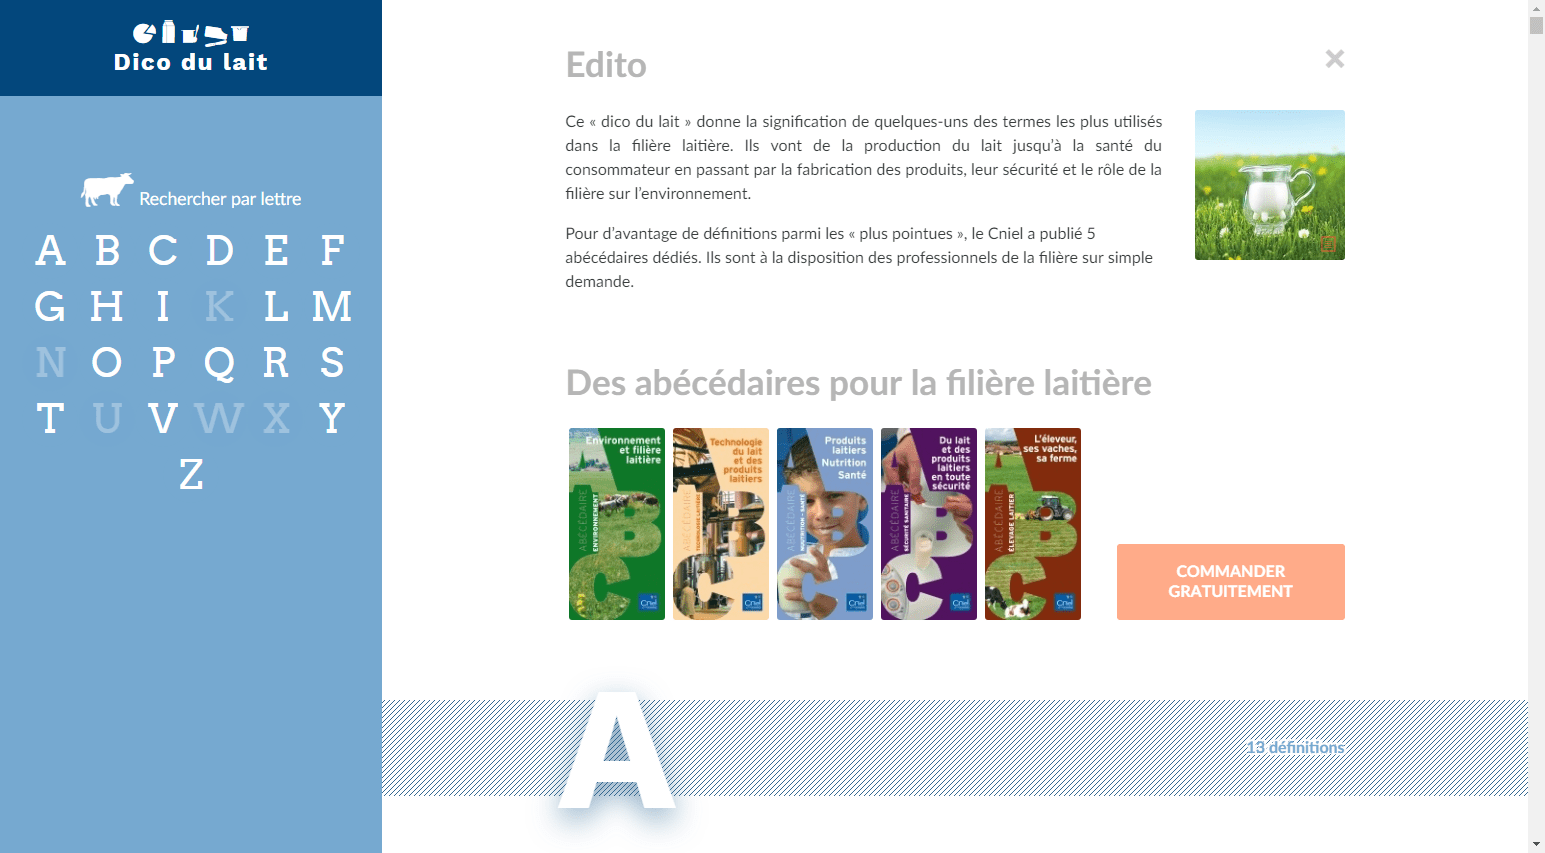 Dico du lait
Rechercher par lettre
A B C D E F
G H I K L M
N O P Q R S
T U V W X Y
Z
Edito
Ce « dico du lait » donne la signification de quelques-uns des termes les plus utilisés
dans la filière laitière. Ils vont de la production du lait jusqu'à la santé du
consommateur en passant par la fabrication des produits, leur sécurité et le rôle de la
filière sur l'environnement.
Pour d'avantage de définitions parmi les « plus pointues », le Cniel a publié 5
abécédaires dédiés. Ils sont à la disposition des professionnels de la filière sur simple
demande.
Des abécédaires pour la filière laitière
Environnement
et filière
laitière
ABÉCÉDAIRE
ENVIRONNEMENT
ABC
Cniel
Technologie
du lait
et des
produits
laitiers
ABÉCÉDAIRE
TECHNOLOGIE LAITIÈRE
ABC
Cniel
Produits
laitiers
Nutrition
Santé
ABÉCÉDAIRE
NUTRITION - SANTÉ
ABC
Cniel
Du lait
et des
produits
laitiers
en toute
sécurité
ABÉCÉDAIRE
SÉCURITÉ SANITAIRE
ABC
Cniel
L'éleveur,
ses vaches,
sa ferme
ABÉCÉDAIRE
ÉLEVAGE LAITIER
ABC
Cniel
COMMANDER
GRATUITEMENT
A
13 définitions